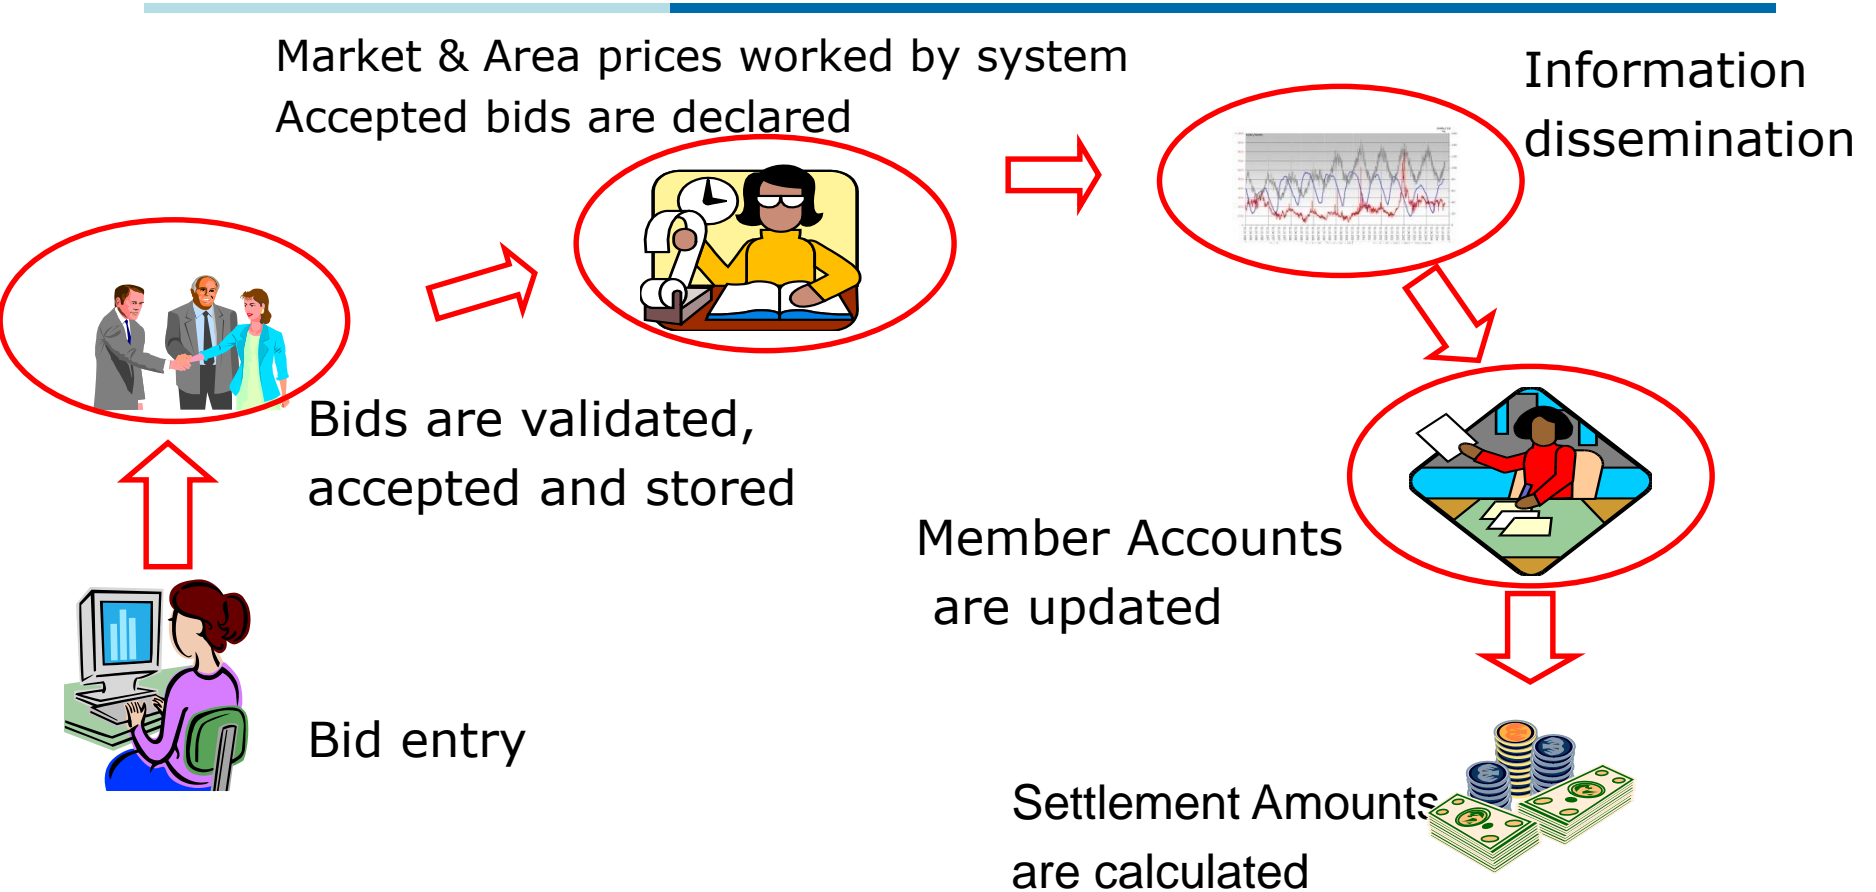 Market & Area prices worked by system
Accepted bids are declared
Information
dissemination
Bids are validated,
accepted and stored
Member Accounts
are updated
Bid entry
Settlement Amounts
are calculated